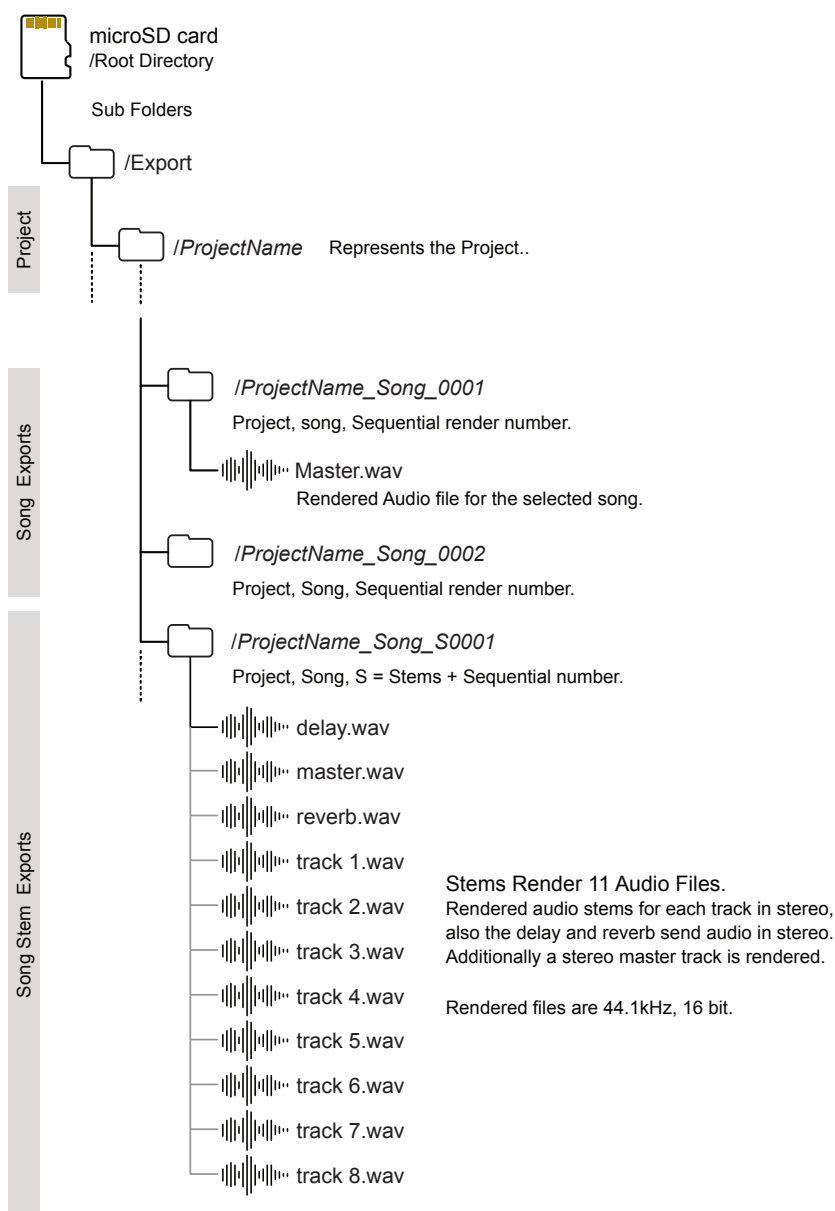 microSD card
/Root Directory
Sub Folders
/Export
Project
/ProjectName Represents the Project..
Song Exports
/ProjectName_Song_0001
Project, song, Sequential render number.
Master.wav
Rendered Audio file for the selected song.
/ProjectName_Song_0002
Project, Song, Sequential render number.
Song Stem Exports
/ProjectName_Song_S0001
Project, Song, S = Stems + Sequential number.
delay.wav
master.wav
reverb.wav
track 1.wav
track 2.wav
track 3.wav
track 4.wav
track 5.wav
track 6.wav
track 7.wav
track 8.wav
Stems Render 11 Audio Files.
Rendered audio stems for each track in stereo,
also the delay and reverb send audio in stereo.
Additionally a stereo master track is rendered.
Rendered files are 44.1kHz, 16 bit.